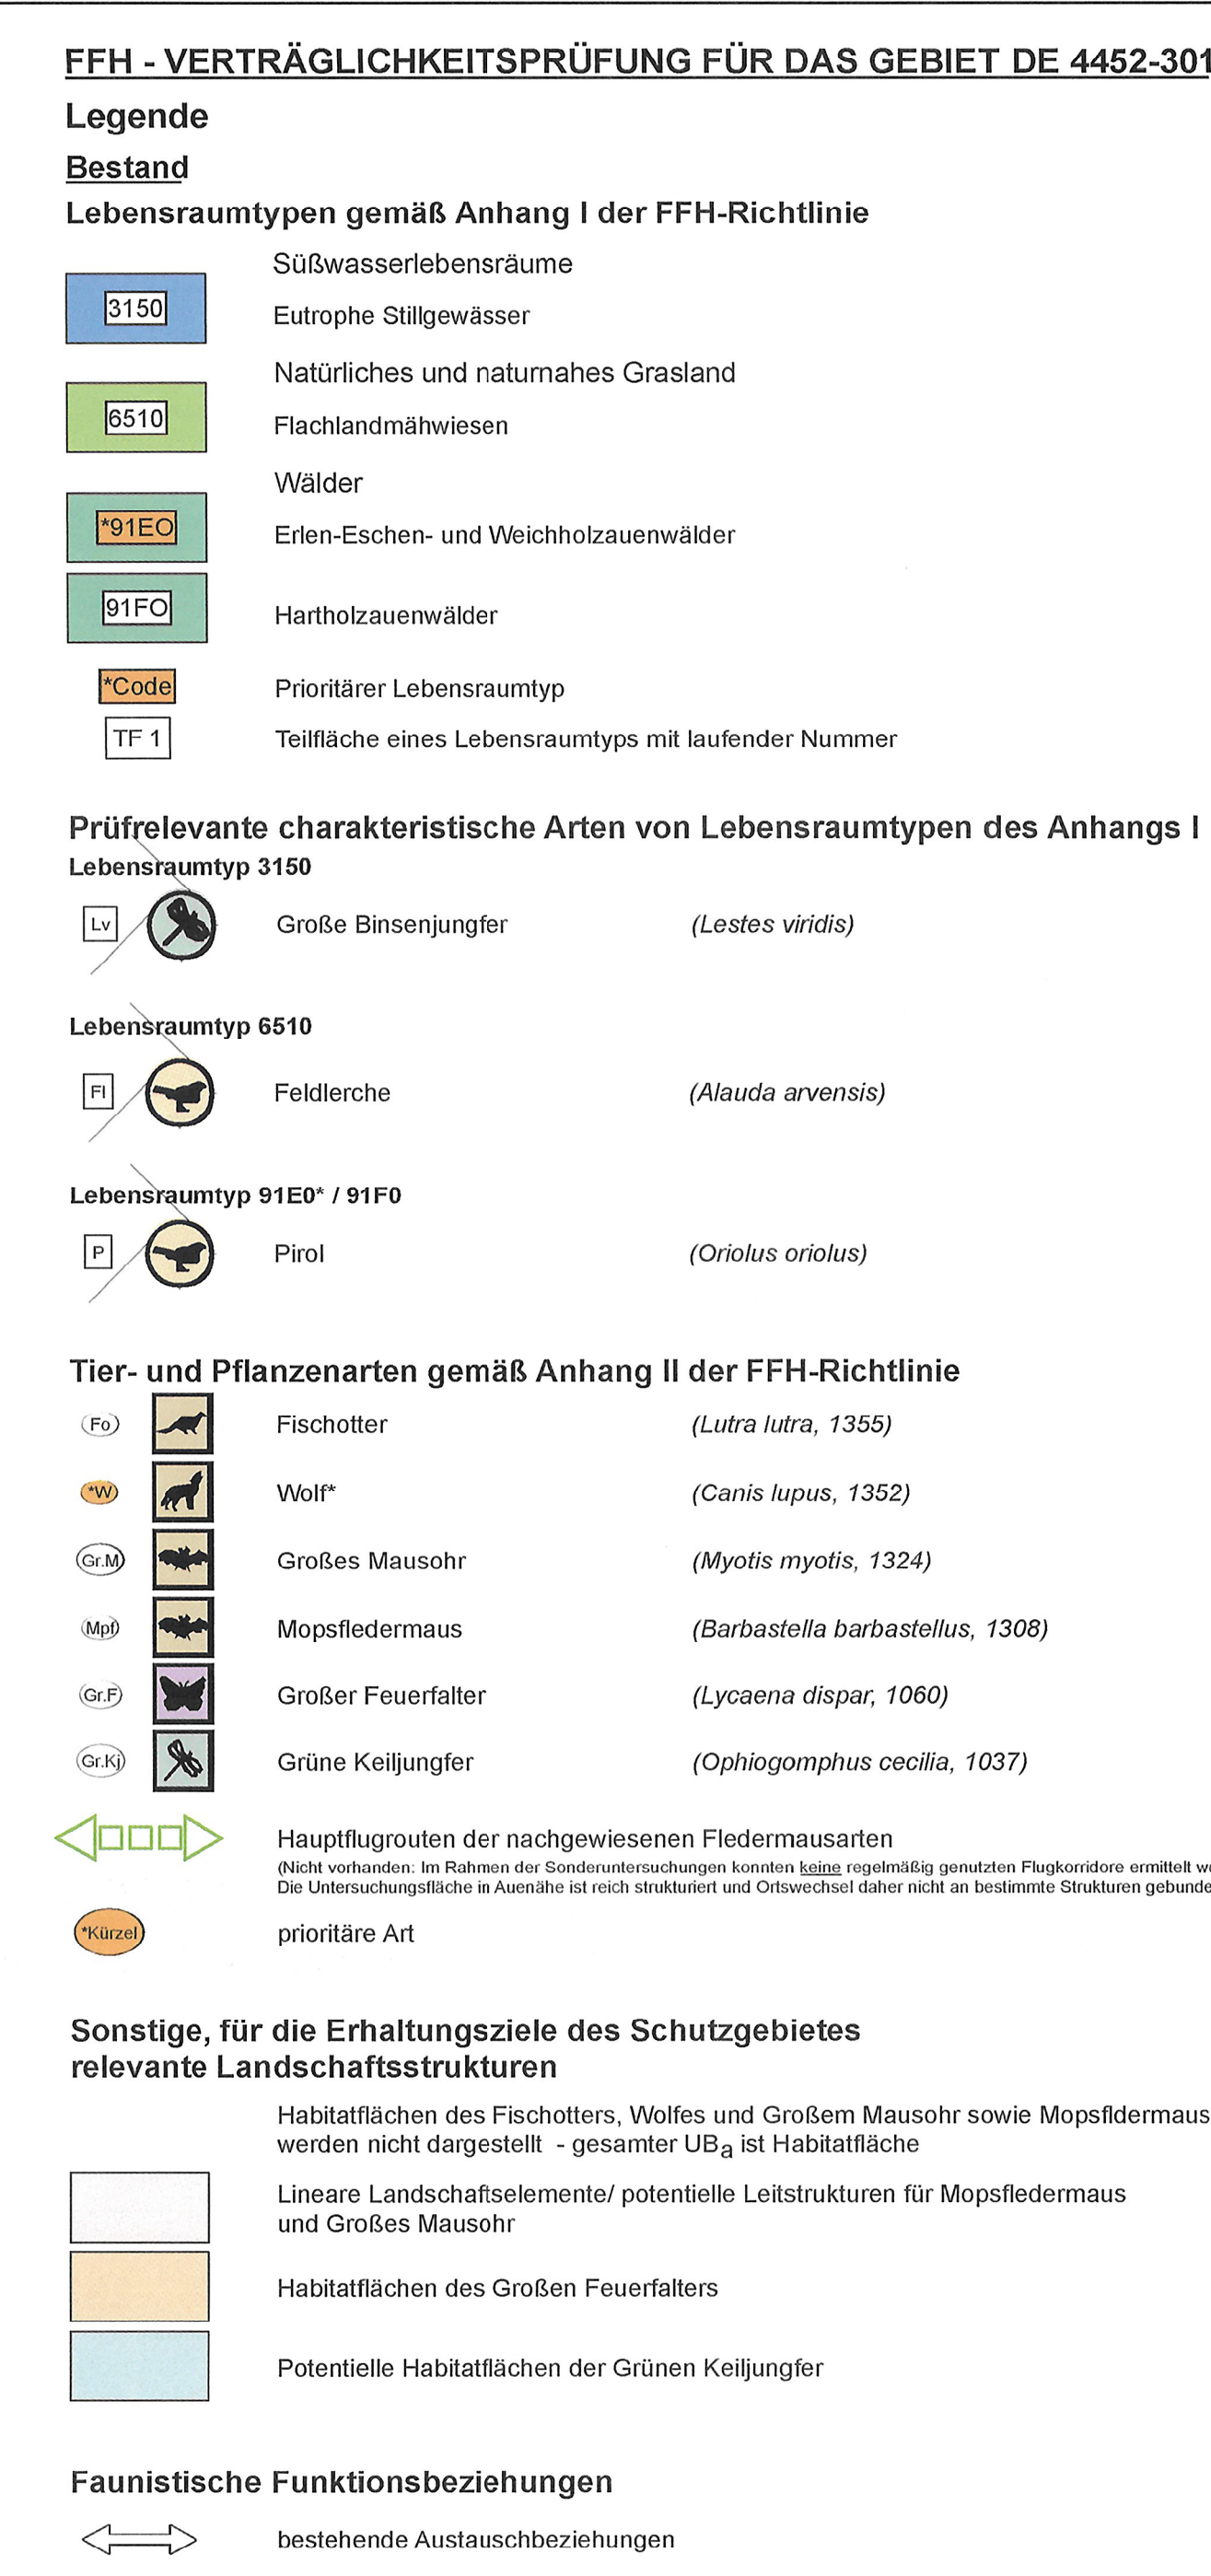 FFH - VERTRÄGLICHKEITSPRÜFUNG FÜR DAS GEBIET DE 4452-301
Legende
Bestand
Lebensraumtypen gemäß Anhang I der FFH-Richtlinie
Süßwasserlebensräume
3150 Eutrophe Stillgewässer
Natürliches und naturnahes Grasland
6510 Flachlandmähwiesen
Wälder
*91EO Erlen-Eschen- und Weichholzauenwälder
91FO Hartholzauenwälder
*Code Prioritärer Lebensraumtyp
TF 1 Teilfläche eines Lebensraumtyps mit laufender Nummer
Prüfrelevante charakteristische Arten von Lebensraumtypen des Anhangs I
Lebensraumtyp 3150
Lv Große Binsenjungfer (Lestes viridis)
Lebensraumtyp 6510
Fl Feldlerche (Alauda arvensis)
Lebensraumtyp 91E0* / 91F0
P Pirol (Oriolus oriolus)
Tier- und Pflanzenarten gemäß Anhang II der FFH-Richtlinie
Fo Fischotter (Lutra lutra, 1355)
*W Wolf* (Canis lupus, 1352)
Gr.M Großes Mausohr (Myotis myotis, 1324)
Mpf Mopsfledermaus (Barbastella barbastellus, 1308)
Gr.F Großer Feuerfalter (Lycaena dispar, 1060)
Gr.Kj Grüne Keiljungfer (Ophiogomphus cecilia, 1037)
Hauptflugrouten der nachgewiesenen Fledermausarten
(Nicht vorhanden: Im Rahmen der Sonderuntersuchungen konnten keine regelmäßig genutzten Flugkorridore ermittelt
Die Untersuchungsfläche in Auenähe ist reich strukturiert und Ortswechsel daher nicht an bestimmte Strukturen gebunde
*Kürzel prioritäre Art
Sonstige, für die Erhaltungsziele des Schutzgebietes
relevante Landschaftsstrukturen
Habitatflächen des Fischotters, Wolfes und Großem Mausohr sowie Mopsfldermaus
werden nicht dargestellt - gesamter UBa ist Habitatfläche
Lineare Landschaftselemente/ potentielle Leitstrukturen für Mopsfledermaus
und Großes Mausohr
Habitatflächen des Großen Feuerfalters
Potentielle Habitatflächen der Grünen Keiljungfer
Faunistische Funktionsbeziehungen
bestehende Austauschbeziehungen